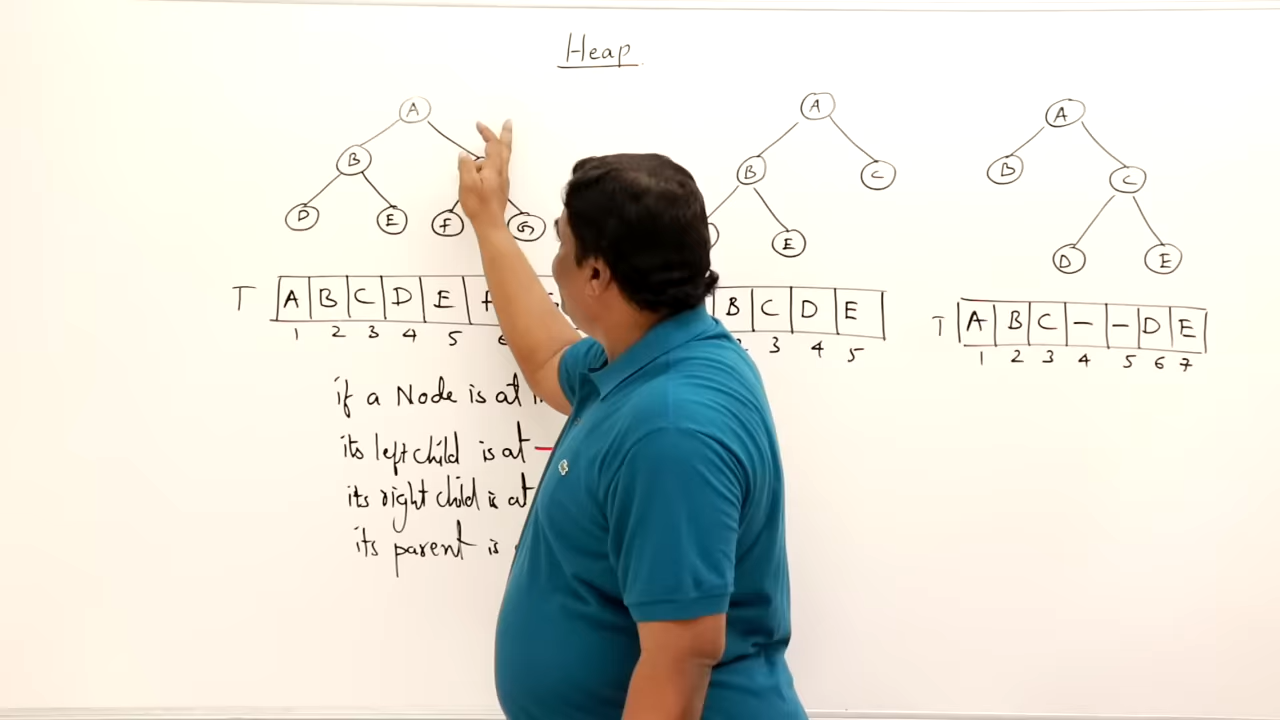 Heap
A
B
D E f G
T A B C D E f
1 2 3 4 5
if a Node is at
its left child is at
its right child is at
its parent is
A
B C
E
B C D E
3 4 5
A
B C
D E
T A B C – – D E
1 2 3 4 5 6 7